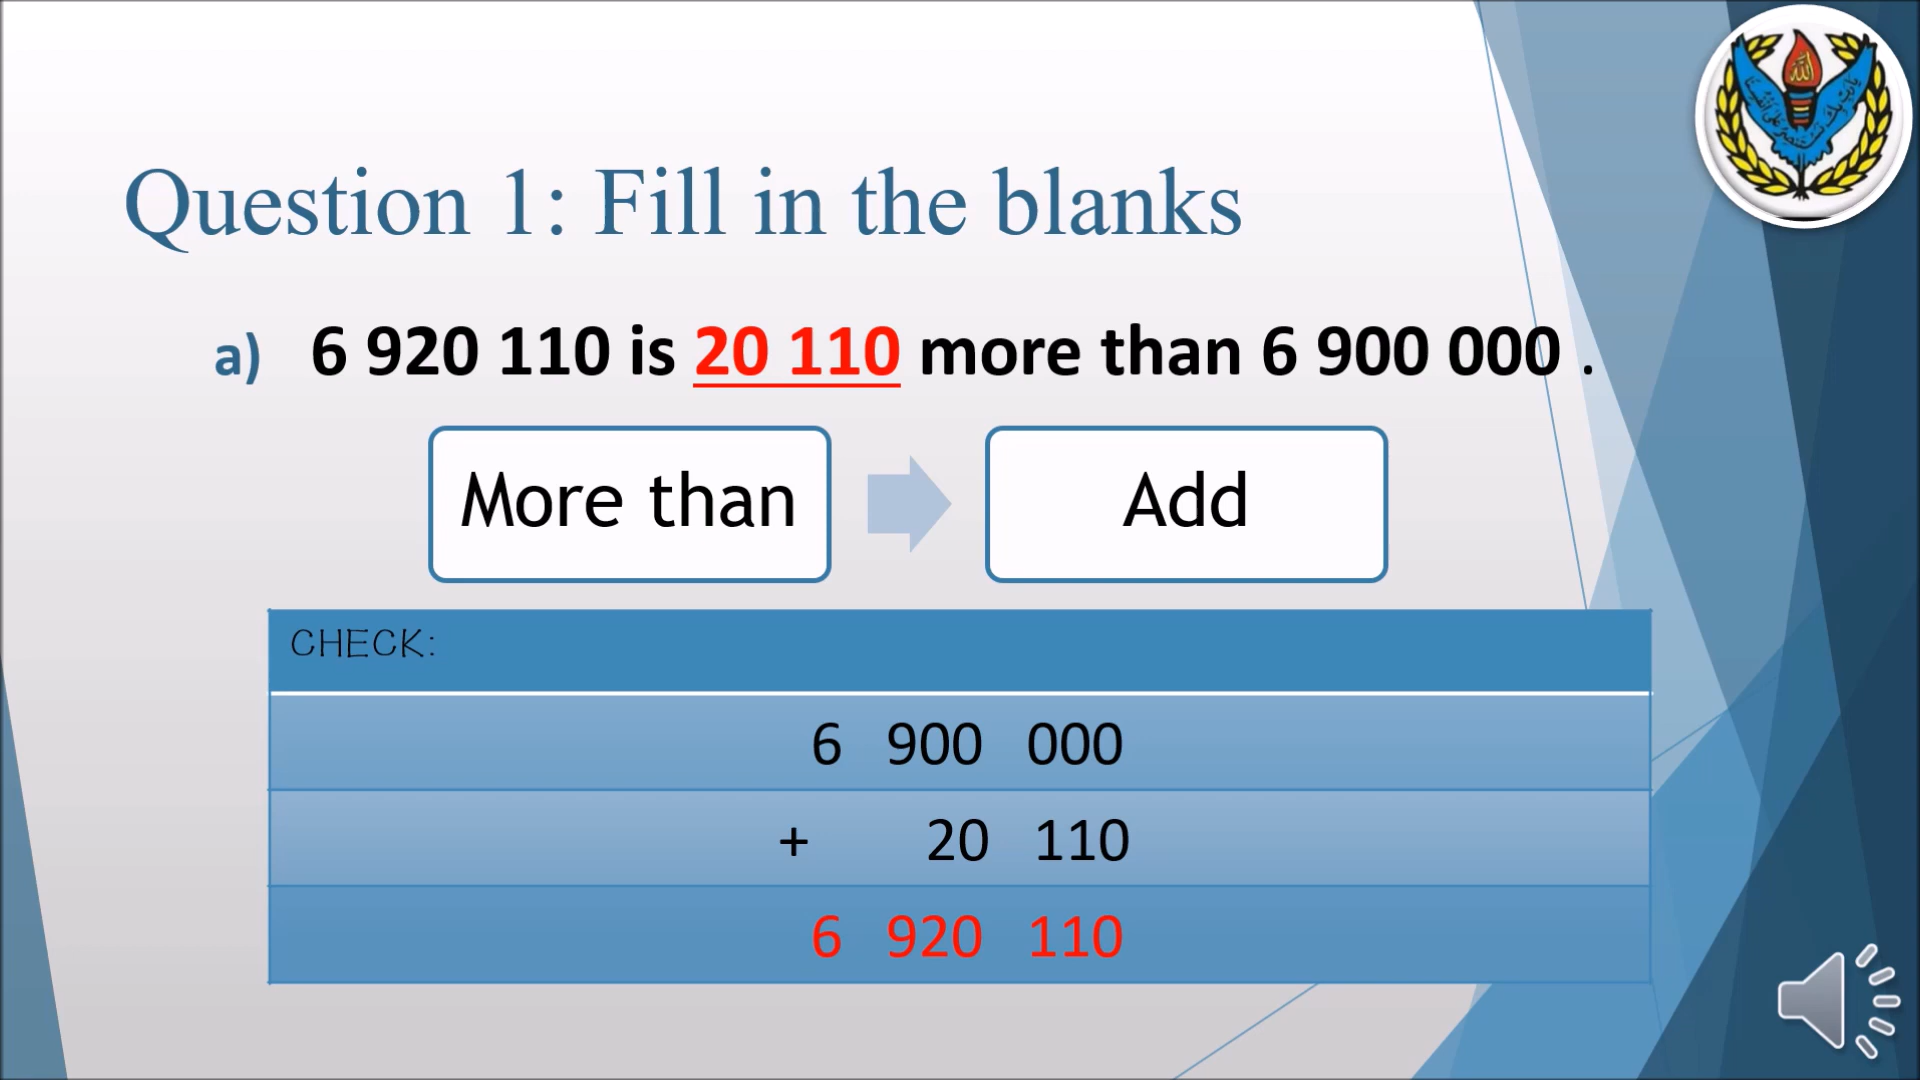 Question 1: Fill in the blanks
a) 6 920 110 is 20 110 more than 6 900 000 .
More than
Add
CHECK:
6 900 000
+ 20 110
6 920 110